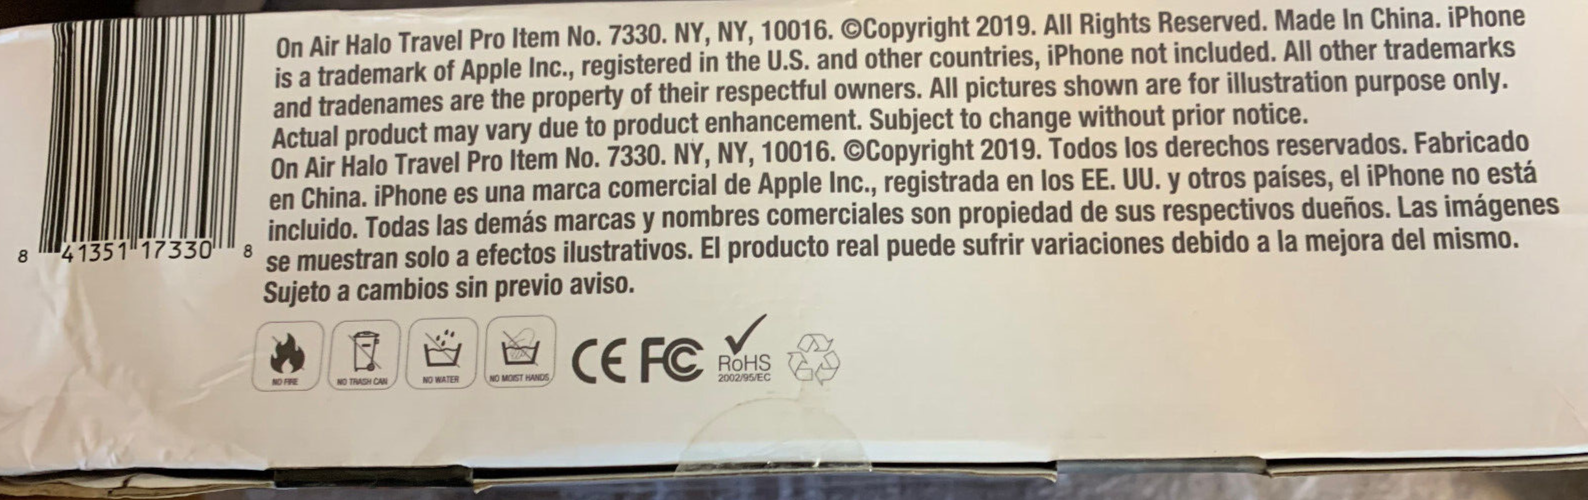 On Air Halo Travel Pro Item No. 7330. NY, NY, 10016. ©Copyright 2019. All Rights Reserved. Made In China. iPhone
is a trademark of Apple Inc., registered in the U.S. and other countries, iPhone not included. All other trademarks
and tradenames are the property of their respectful owners. All pictures shown are for illustration purpose only.
Actual product may vary due to product enhancement. Subject to change without prior notice.
On Air Halo Travel Pro Item No. 7330. NY, NY, 10016. ©Copyright 2019. Todos los derechos reservados. Fabricado
en China. iPhone es una marca comercial de Apple Inc., registrada en los EE. UU. y otros países, el iPhone no está
incluido. Todas las demás marcas y nombres comerciales son propiedad de sus respectivos dueños. Las imágenes
se muestran solo a efectos ilustrativos. El producto real puede sufrir variaciones debido a la mejora del mismo.
Sujeto a cambios sin previo aviso.
8 41351 17330 8
NO FIRE NO TRASH CAN NO WATER NO MOIST HANDS CE FC RoHS
2002/95/EC